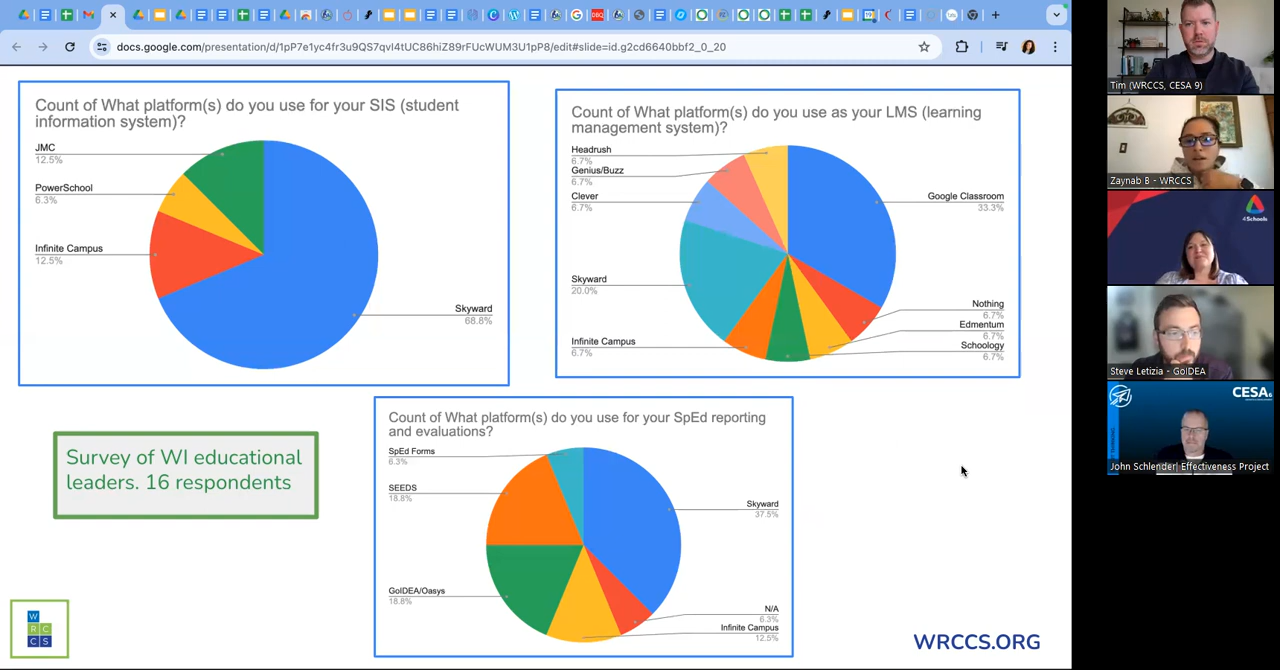 docs.google.com/presentation/d/1pP7e1yc4fr3u9QS7qvI4tUC86hiZ89rFUcWUM3U1pP8/edit#slide=id.g2cd6640bbf2_0_20
Count of What platform(s) do you use for your SIS (student
information system)?
JMC
12.5%
PowerSchool
6.3%
Infinite Campus
12.5%
Skyward
68.8%
Count of What platform(s) do you use as your LMS (learning
management system)?
Headrush
6.7%
Genius/Buzz
6.7%
Clever
6.7%
Google Classroom
33.3%
Skyward
20.0%
Nothing
6.7%
Edmentum
6.7%
Schoology
6.7%
Infinite Campus
6.7%
Survey of WI educational
leaders. 16 respondents
Count of What platform(s) do you use for your SpEd reporting
and evaluations?
SpEd Forms
6.3%
SEEDS
18.8%
Skyward
37.5%
GoIDEA/Oasys
18.8%
N/A
6.3%
Infinite Campus
12.5%
W
R C
C S
WRCCS.ORG
Tim (WRCCS, CESA 9)
Zaynab B - WRCCS
4Schools
Steve Letizia - GoIDEA
CESA6
John Schlender| Effectiveness Project